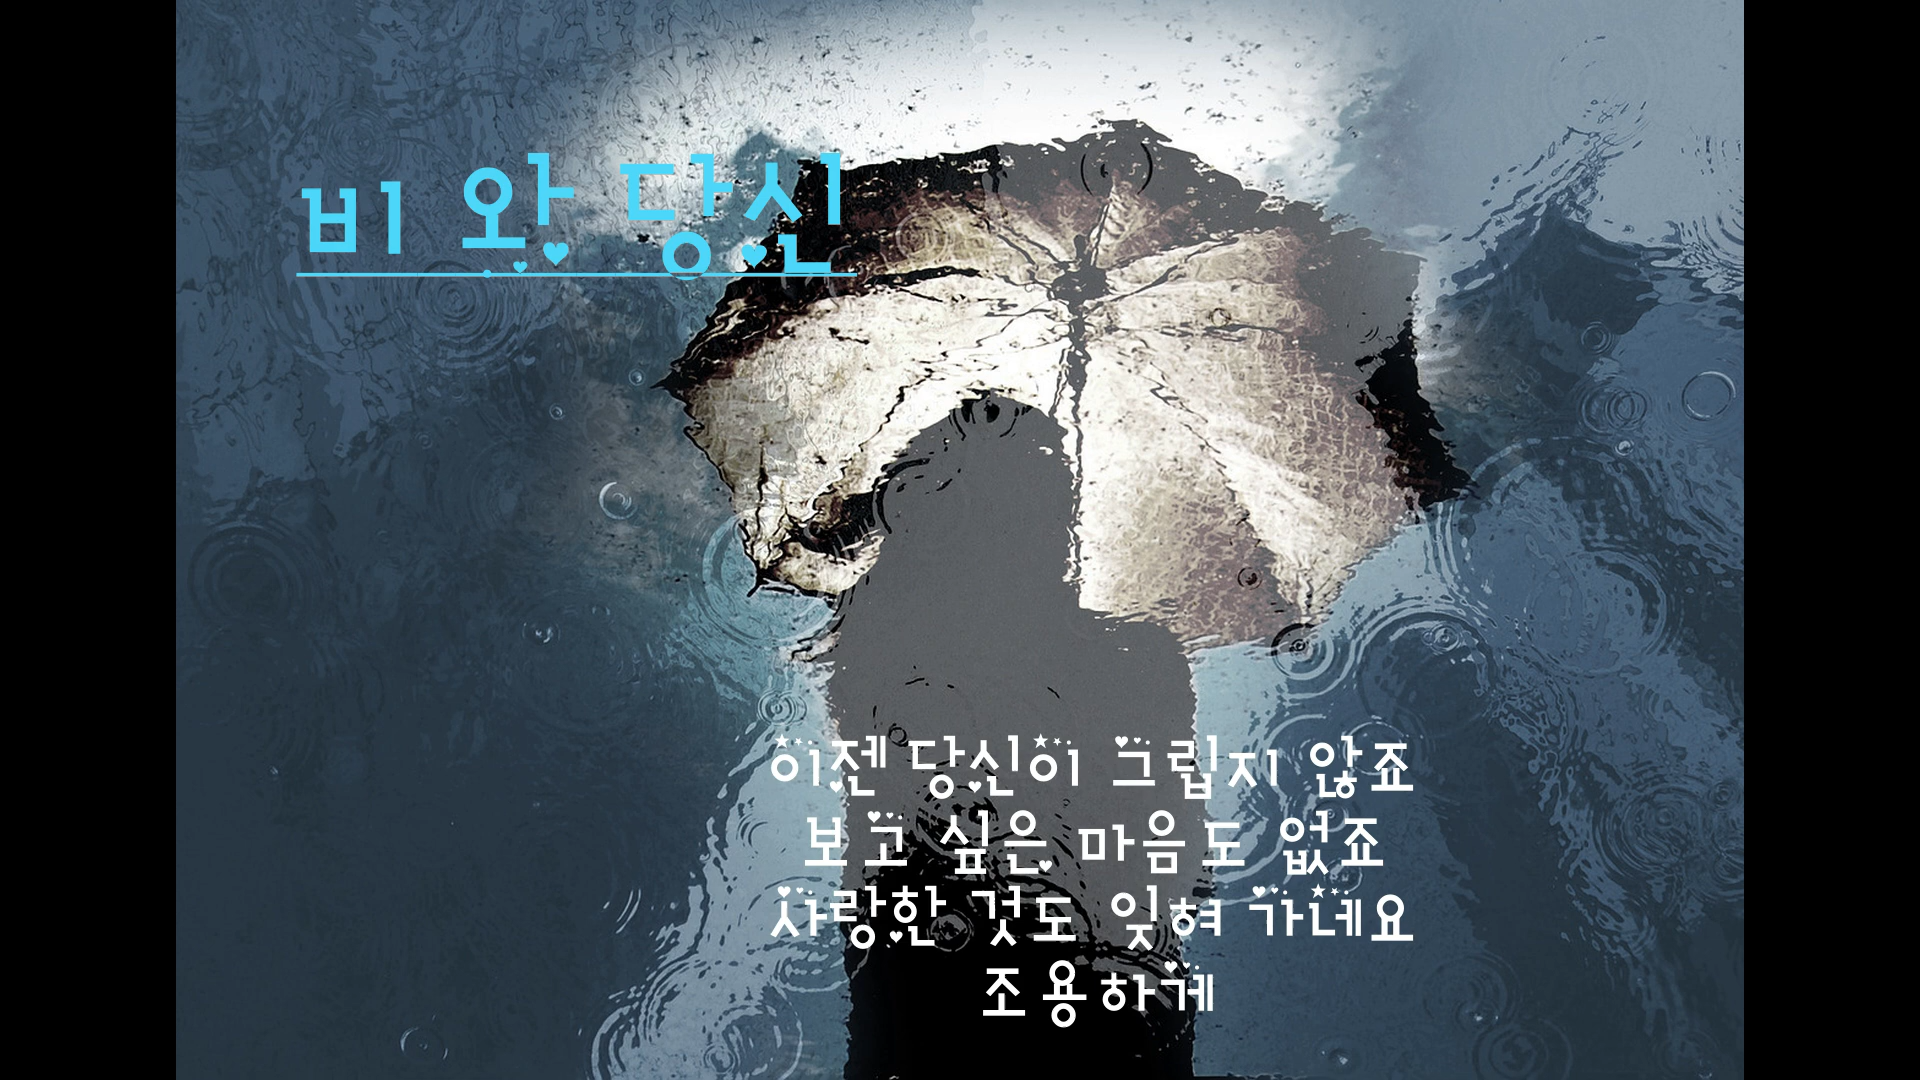 비 와 당신
이젠 당신이 그립지 않죠
보고 싶은 마음도 없죠
사랑한 것도 잊혀 가네요
조용하게